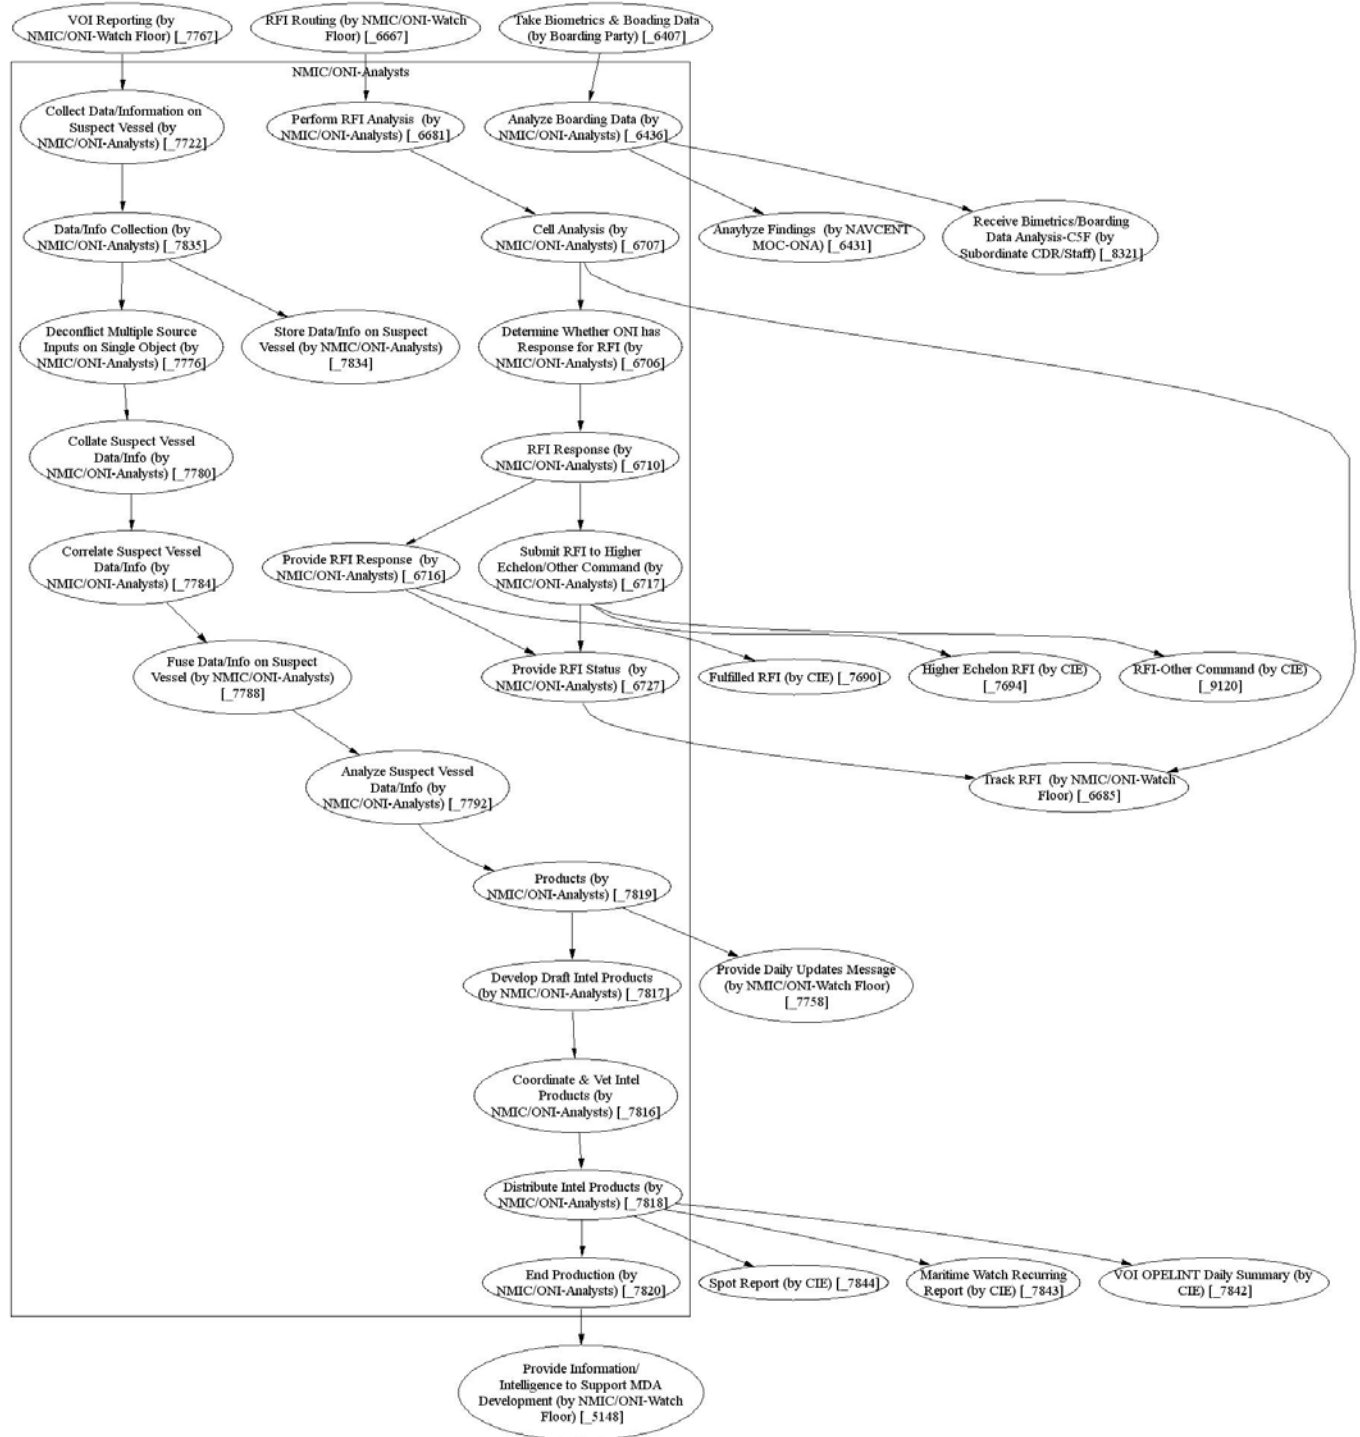 VOI Reporting (by
NMIC/ONI-Watch Floor) [_7767]
RFI Routing (by NMIC/ONI-Watch
Floor) [_6667]
Take Biometrics & Boading Data
(by Boarding Party) [_6407]
NMIC/ONI-Analysts
Collect Data/Information on
Suspect Vessel (by
NMIC/ONI-Analysts) [_7722]
Perform RFI Analysis (by
NMIC/ONI-Analysts) [_6681]
Analyze Boarding Data (by
NMIC/ONI-Analysts) [_6436]
Data/Info Collection (by
NMIC/ONI-Analysts) [_7835]
Cell Analysis (by
NMIC/ONI-Analysts) [_6707]
Anaylyze Findings (by NAVCENT
MOC-ONA) [_6431]
Receive Bimetrics/Boarding
Data Analysis-C5F (by
Subordinate CDR/Staff) [_8321]
Deconflict Multiple Source
Inputs on Single Object (by
NMIC/ONI-Analysts) [_7776]
Store Data/Info on Suspect
Vessel (by NMIC/ONI-Analysts)
[_7834]
Determine Whether ONI has
Response for RFI (by
NMIC/ONI-Analysts) [_6706]
Collate Suspect Vessel
Data/Info (by
NMIC/ONI-Analysts) [_7780]
RFI Response (by
NMIC/ONI-Analysts) [_6710]
Correlate Suspect Vessel
Data/Info (by
NMIC/ONI-Analysts) [_7784]
Provide RFI Response (by
NMIC/ONI-Analysts) [_6716]
Submit RFI to Higher
Echelon/Other Command (by
NMIC/ONI-Analysts) [_6717]
Fuse Data/Info on Suspect
Vessel (by NMIC/ONI-Analysts)
[_7788]
Provide RFI Status (by
NMIC/ONI-Analysts) [_6727]
Fulfilled RFI (by CIE) [_7690]
Higher Echelon RFI (by CIE)
[_7694]
RFI-Other Command (by CIE)
[_9120]
Analyze Suspect Vessel
Data/Info (by
NMIC/ONI-Analysts) [_7792]
Track RFI (by NMIC/ONI-Watch
Floor) [_6685]
Products (by
NMIC/ONI-Analysts) [_7819]
Develop Draft Intel Products
(by NMIC/ONI-Analysts) [_7817]
Provide Daily Updates Message
(by NMIC/ONI-Watch Floor)
[_7758]
Coordinate & Vet Intel
Products (by
NMIC/ONI-Analysts) [_7816]
Distribute Intel Products (by
NMIC/ONI-Analysts) [_7818]
End Production (by
NMIC/ONI-Analysts) [_7820]
Spot Report (by CIE) [_7844]
Maritime Watch Recurring
Report (by CIE) [_7843]
VOI OPELINT Daily Summary (by
CIE) [_7842]
Provide Information/
Intelligence to Support MDA
Development (by NMIC/ONI-Watch
Floor) [_5148]